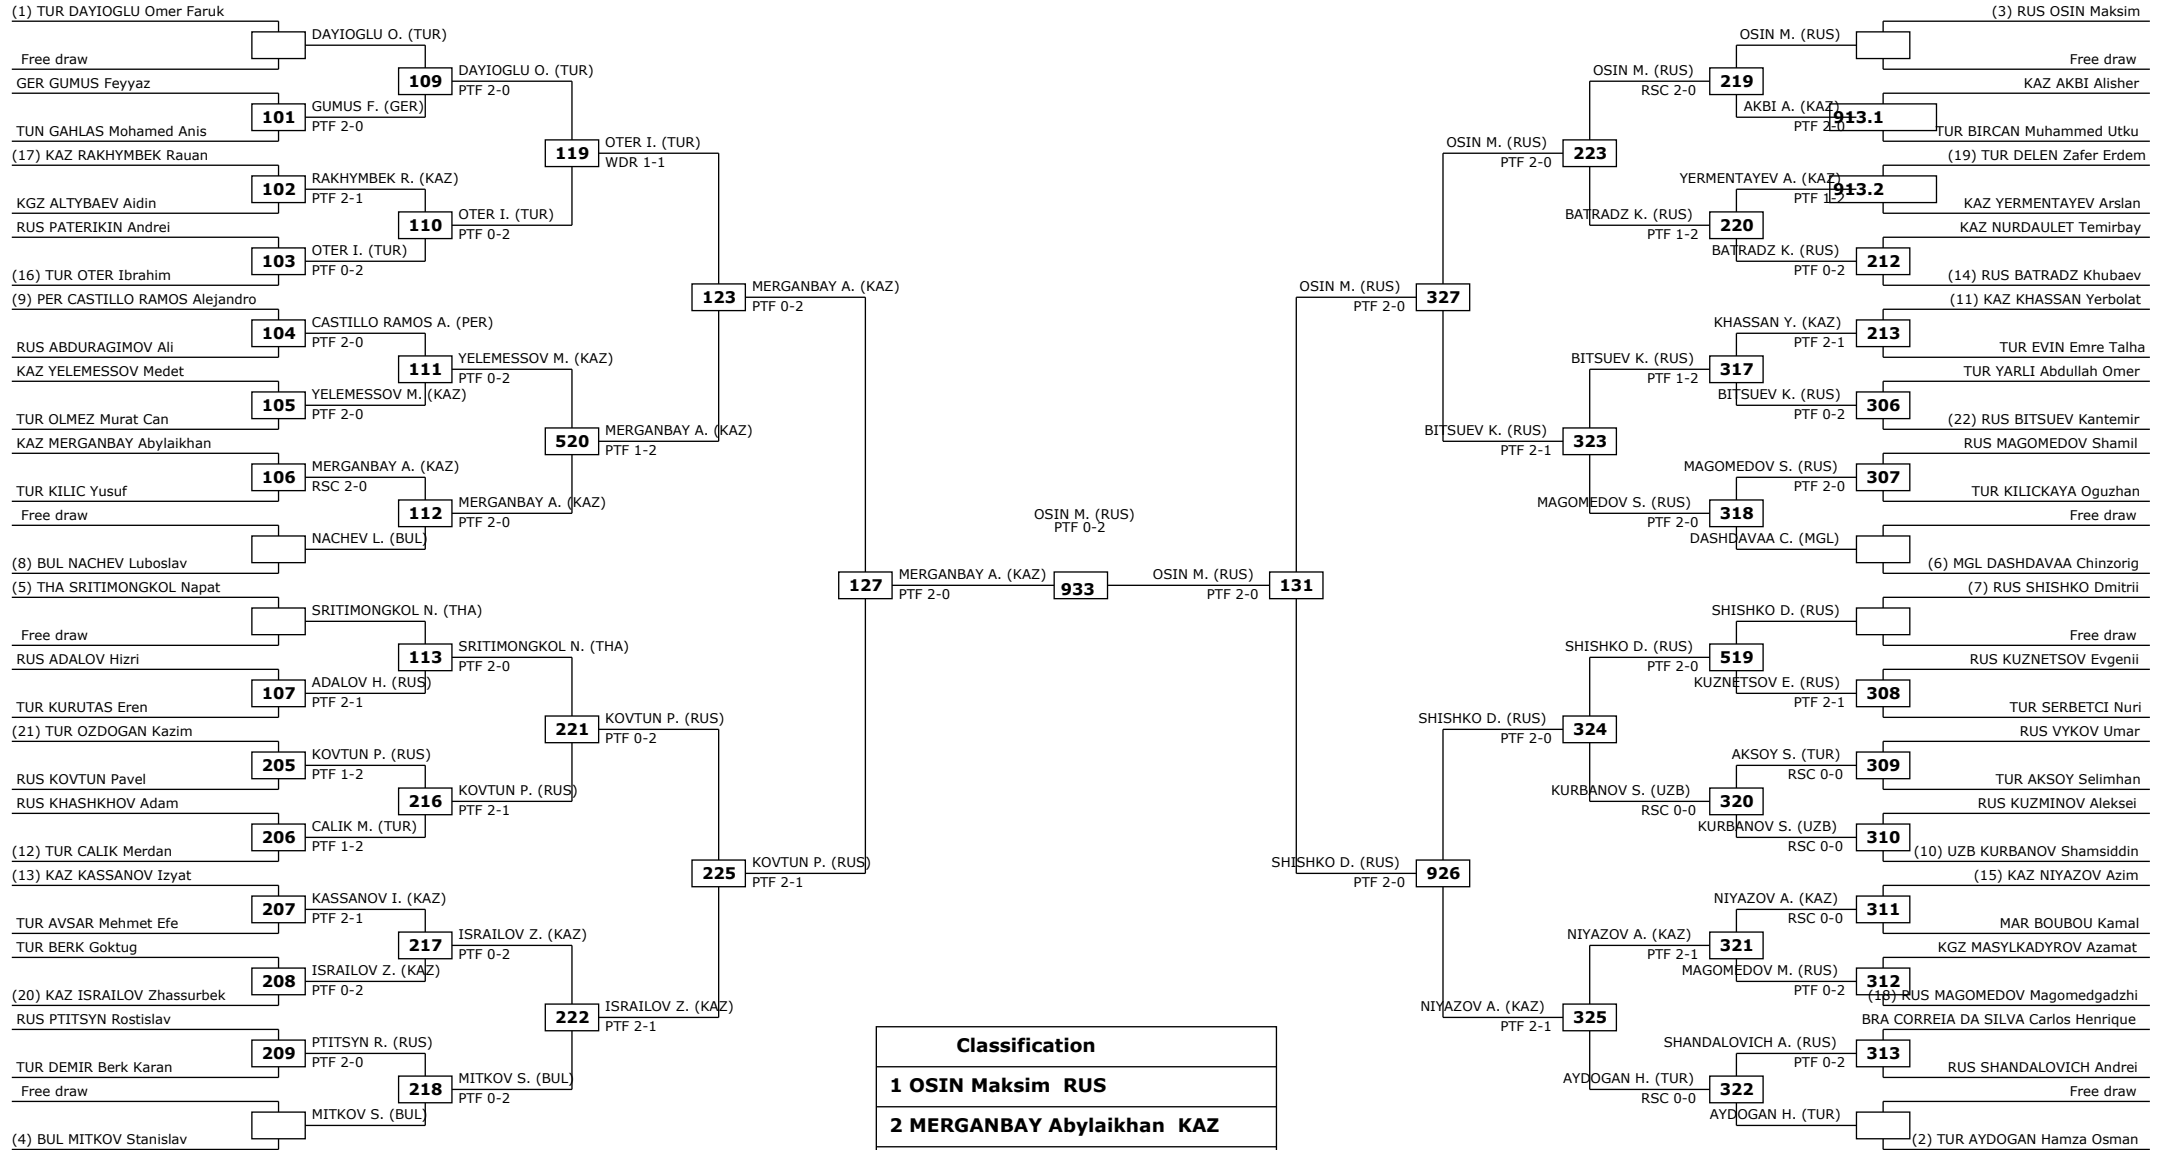 (1) TUR DAYIOGLU Omer Faruk
Free draw
GER GUMUS Feyyaz
TUN GAHLAS Mohamed Anis
(17) KAZ RAKHYMBEK Rauan
KGZ ALTYBAEV Aidin
RUS PATERIKIN Andrei
(16) TUR OTER Ibrahim
(9) PER CASTILLO RAMOS Alejandro
RUS ABDURAGIMOV Ali
KAZ YELEMESSOV Medet
TUR OLMEZ Murat Can
KAZ MERGANBAY Abylaikhan
TUR KILIC Yusuf
Free draw
(8) BUL NACHEV Luboslav
(5) THA SRITIMONGKOL Napat
Free draw
RUS ADALOV Hizri
TUR KURUTAS Eren
(21) TUR OZDOGAN Kazim
RUS KOVTUN Pavel
RUS KHASHKHOV Adam
(12) TUR CALIK Merdan
(13) KAZ KASSANOV Izyat
TUR AVSAR Mehmet Efe
TUR BERK Goktug
(20) KAZ ISRAILOV Zhassurbek
RUS PTITSYN Rostislav
TUR DEMIR Berk Karan
Free draw
(4) BUL MITKOV Stanislav
DAYIOGLU O. (TUR)
101
GUMUS F. (GER)
PTF 2-0
102
RAKHYMBEK R. (KAZ)
PTF 2-1
103
OTER I. (TUR)
PTF 0-2
104
CASTILLO RAMOS A. (PER)
PTF 2-0
105
YELEMESSOV M. (KAZ)
PTF 2-0
106
MERGANBAY A. (KAZ)
RSC 2-0
NACHEV L. (BUL)
SRITIMONGKOL N. (THA)
107
ADALOV H. (RUS)
PTF 2-1
205
KOVTUN P. (RUS)
PTF 1-2
206
CALIK M. (TUR)
PTF 1-2
207
KASSANOV I. (KAZ)
PTF 2-1
208
ISRAILOV Z. (KAZ)
PTF 0-2
209
PTITSYN R. (RUS)
PTF 2-0
MITKOV S. (BUL)
109
DAYIOGLU O. (TUR)
PTF 2-0
110
OTER I. (TUR)
PTF 0-2
111
YELEMESSOV M. (KAZ)
PTF 0-2
112
MERGANBAY A. (KAZ)
PTF 2-0
113
SRITIMONGKOL N. (THA)
PTF 2-0
216
KOVTUN P. (RUS)
PTF 2-1
217
ISRAILOV Z. (KAZ)
PTF 0-2
218
MITKOV S. (BUL)
PTF 0-2
119
OTER I. (TUR)
WDR 1-1
520
MERGANBAY A. (KAZ)
PTF 1-2
221
KOVTUN P. (RUS)
PTF 0-2
222
ISRAILOV Z. (KAZ)
PTF 2-1
123
MERGANBAY A. (KAZ)
PTF 0-2
225
KOVTUN P. (RUS)
PTF 2-1
127
MERGANBAY A. (KAZ)
PTF 2-0
OSIN M. (RUS)
PTF 0-2
933
OSIN M. (RUS)
PTF 2-0
131
OSIN M. (RUS)
PTF 2-0
327
SHISHKO D. (RUS)
PTF 2-0
926
OSIN M. (RUS)
PTF 2-0
223
BITSUEV K. (RUS)
PTF 2-1
323
SHISHKO D. (RUS)
PTF 2-0
324
NIYAZOV A. (KAZ)
PTF 2-1
325
OSIN M. (RUS)
RSC 2-0
219
BATRADZ K. (RUS)
PTF 1-2
220
BITSUEV K. (RUS)
PTF 1-2
317
MAGOMEDOV S. (RUS)
PTF 2-0
318
SHISHKO D. (RUS)
PTF 2-0
519
KURBANOV S. (UZB)
RSC 0-0
320
NIYAZOV A. (KAZ)
PTF 2-1
321
AYDOGAN H. (TUR)
RSC 0-0
322
OSIN M. (RUS)
AKBI A. (KAZ)
PTF 2-0
913.1
YERMENTAYEV A. (KAZ)
PTF 1-2
913.2
BATRADZ K. (RUS)
PTF 0-2
212
KHASSAN Y. (KAZ)
PTF 2-1
213
BITSUEV K. (RUS)
PTF 0-2
306
MAGOMEDOV S. (RUS)
PTF 2-0
307
DASHDAVAA C. (MGL)
SHISHKO D. (RUS)
KUZNETSOV E. (RUS)
PTF 2-1
308
AKSOY S. (TUR)
RSC 0-0
309
KURBANOV S. (UZB)
RSC 0-0
310
NIYAZOV A. (KAZ)
RSC 0-0
311
MAGOMEDOV M. (RUS)
PTF 0-2
312
SHANDALOVICH A. (RUS)
PTF 0-2
313
AYDOGAN H. (TUR)
(3) RUS OSIN Maksim
Free draw
KAZ AKBI Alisher
TUR BIRCAN Muhammed Utku
(19) TUR DELEN Zafer Erdem
KAZ YERMENTAYEV Arslan
KAZ NURDAULET Temirbay
(14) RUS BATRADZ Khubaev
(11) KAZ KHASSAN Yerbolat
TUR EVIN Emre Talha
TUR YARLI Abdullah Omer
(22) RUS BITSUEV Kantemir
RUS MAGOMEDOV Shamil
TUR KILICKAYA Oguzhan
Free draw
(6) MGL DASHDAVAA Chinzorig
(7) RUS SHISHKO Dmitrii
Free draw
RUS KUZNETSOV Evgenii
TUR SERBETCI Nuri
RUS VYKOV Umar
TUR AKSOY Selimhan
RUS KUZMINOV Aleksei
(10) UZB KURBANOV Shamsiddin
(15) KAZ NIYAZOV Azim
MAR BOUBOU Kamal
KGZ MASYLKADYROV Azamat
(18) RUS MAGOMEDOV Magomedgadzhi
BRA CORREIA DA SILVA Carlos Henrique
RUS SHANDALOVICH Andrei
Free draw
(2) TUR AYDOGAN Hamza Osman
Classification
1 OSIN Maksim RUS
2 MERGANBAY Abylaikhan KAZ